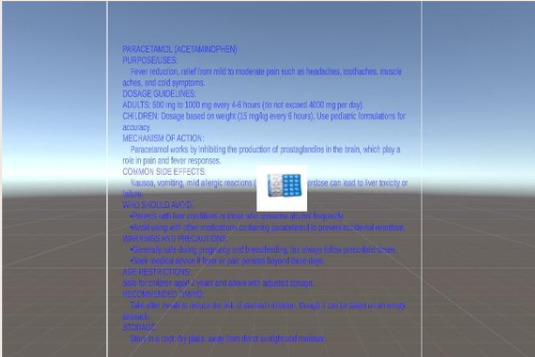 PARACETAMOL (ACETAMINOPHEN)
PURPOSE/USES:
Fever reduction, relief from mild to moderate pain such as headaches, toothaches, muscle
aches, and cold symptoms.
DOSAGE GUIDELINES:
ADULTS: 500 mg to 1000 mg every 4-6 hours (do not exceed 4000 mg per day).
CHILDREN: Dosage based on weight (15 mg/kg every 6 hours). Use pediatric formulations for
accuracy.
MECHANISM OF ACTION:
Paracetamol works by inhibiting the production of prostaglandins in the brain, which play a
role in pain and fever responses.
COMMON SIDE EFFECTS:
Nausea, vomiting, mild allergic reactions ( can lead to liver toxicity or
failure.
WHO SHOULD AVOID:
•Patients with liver conditions or those who consume alcohol frequently.
•Avoid using with other medications containing paracetamol to prevent accidental overdose.
WARNINGS AND PRECAUTIONS:
•Generally safe during pregnancy and breastfeeding, but always follow prescribed doses.
•Seek medical advice if fever or pain persists beyond three days.
AGE RESTRICTIONS:
Safe for children aged 2 years and above with adjusted dosage.
RECOMMENDED TIMING:
Take after meals to reduce the risk of stomach irritation, though it can be taken on an empty
stomach.
STORAGE:
Store in a cool, dry place, away from direct sunlight and moisture.